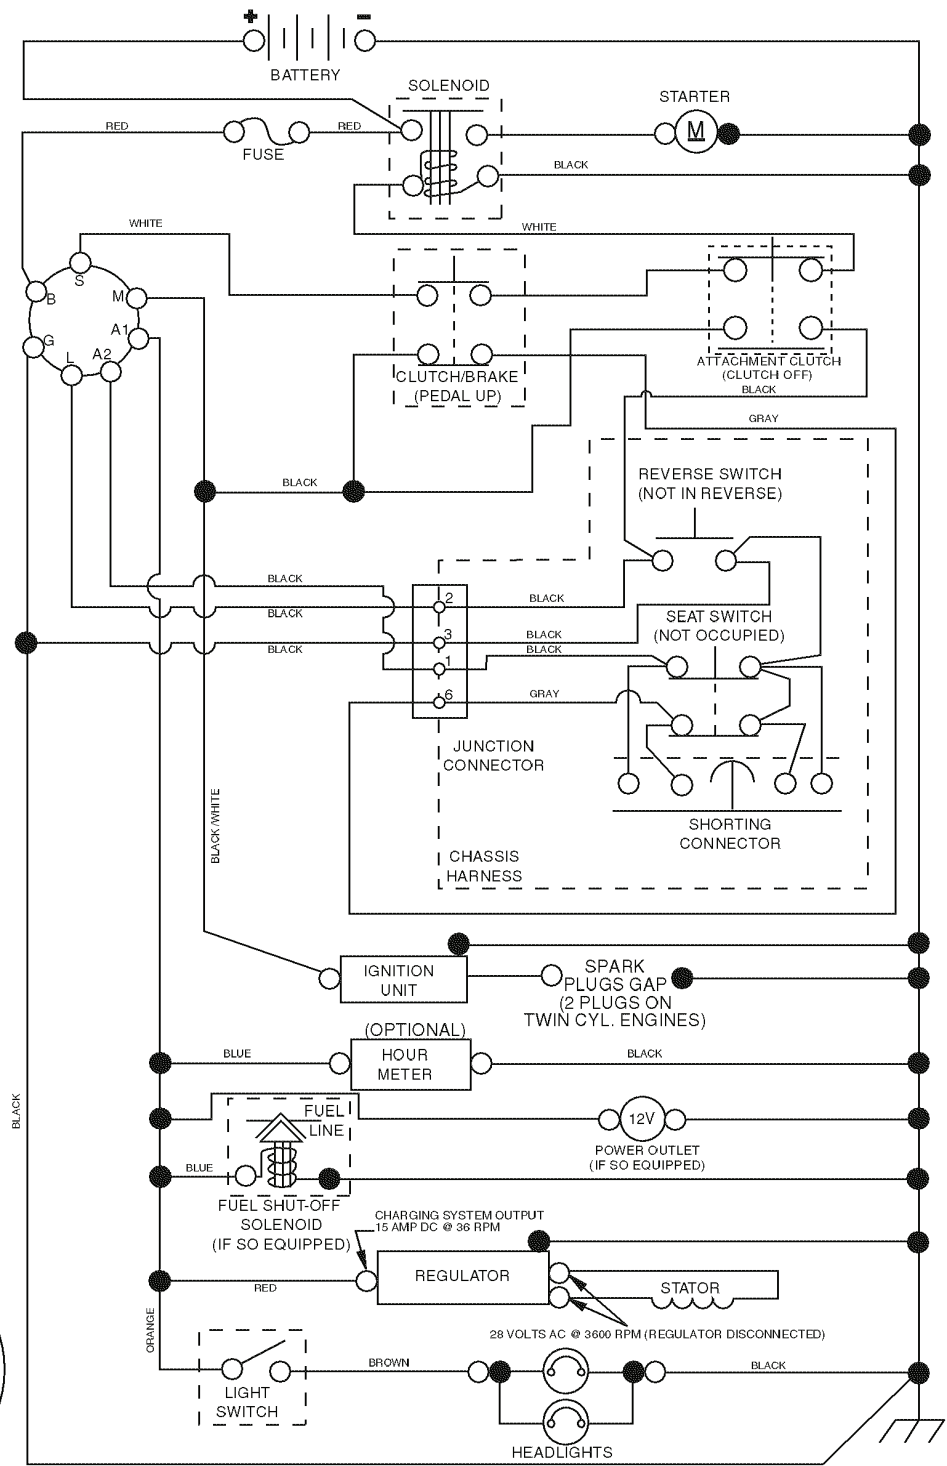 + –
BATTERY
SOLENOID
STARTER
RED
RED
M
FUSE
BLACK
WHITE
WHITE
S
B
M
G
A1
L
A2
CLUTCH/BRAKE
(PEDAL UP)
ATTACHMENT CLUTCH
(CLUTCH OFF)
BLACK
GRAY
REVERSE SWITCH
(NOT IN REVERSE)
BLACK
BLACK
2
BLACK
BLACK
SEAT SWITCH
(NOT OCCUPIED)
3
BLACK
BLACK
BLACK
1
6
GRAY
JUNCTION
CONNECTOR
BLACK/WHITE
SHORTING
CONNECTOR
CHASSIS
HARNESS
IGNITION
UNIT
SPARK
PLUGS GAP
(2 PLUGS ON
TWIN CYL. ENGINES)
(OPTIONAL)
BLUE
HOUR
METER
BLACK
BLACK
FUEL
LINE
12V
POWER OUTLET
(IF SO EQUIPPED)
BLUE
FUEL SHUT-OFF
SOLENOID
(IF SO EQUIPPED)
CHARGING SYSTEM OUTPUT
15 AMP DC @ 36 RPM
REGULATOR
RED
STATOR
28 VOLTS AC @ 3600 RPM (REGULATOR DISCONNECTED)
ORANGE
LIGHT
SWITCH
BROWN
BLACK
HEADLIGHTS